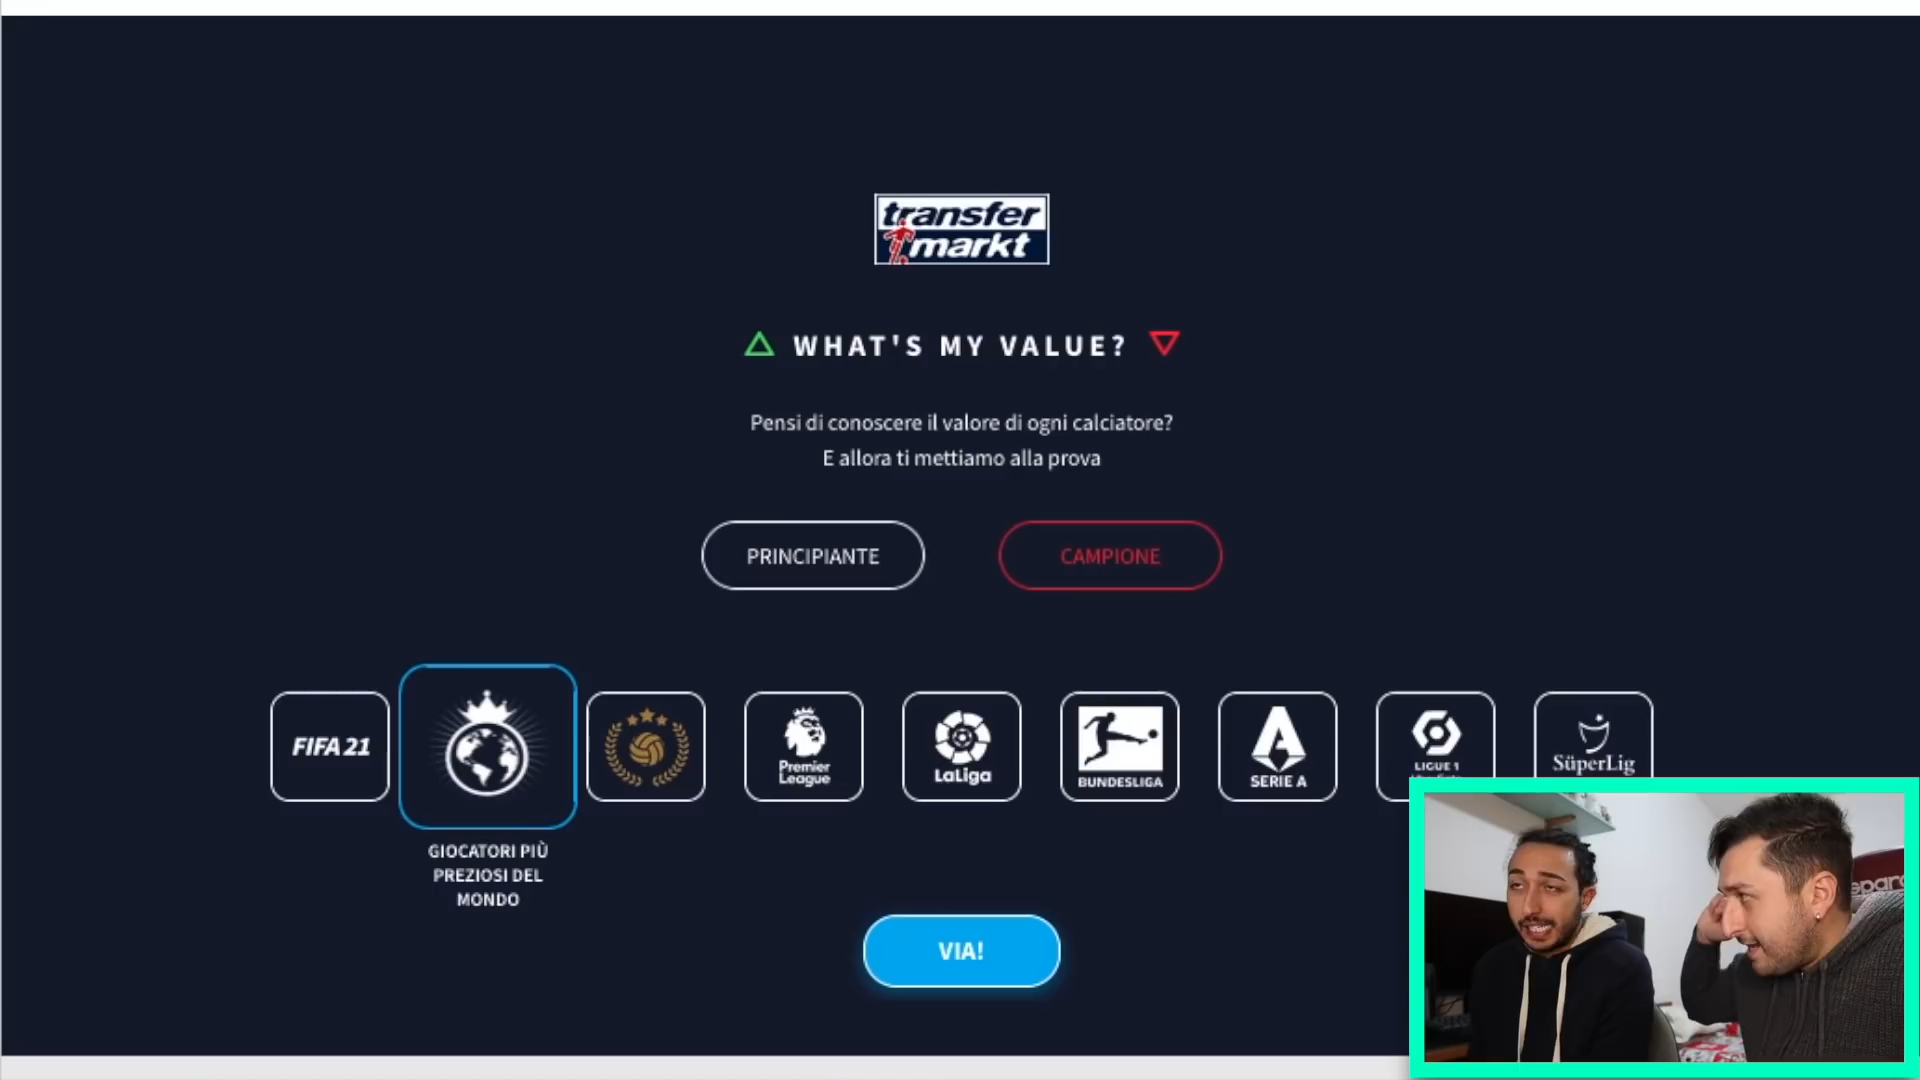 transfer
markt
WHAT'S MY VALUE?
Pensi di conoscere il valore di ogni calciatore?
E allora ti mettiamo alla prova
PRINCIPIANTE
CAMPIONE
FIFA 21
Premier
League
LaLiga
BUNDESLIGA
SERIE A
LIGUE 1
SüperLig
GIOCATORI PIÙ
PREZIOSI DEL
MONDO
VIA!